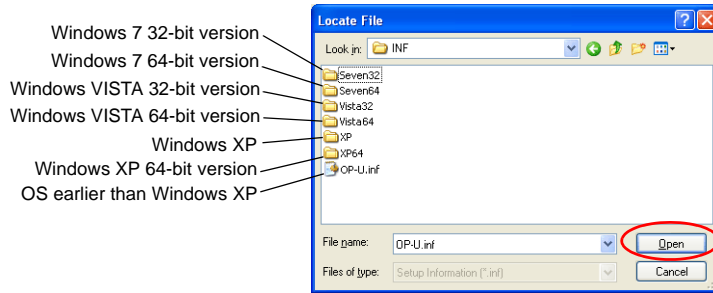 Windows 7 32-bit version
Windows 7 64-bit version
Windows VISTA 32-bit version
Windows VISTA 64-bit version
Windows XP
Windows XP 64-bit version
OS earlier than Windows XP
Locate File
Look in: INF
Seven32
Seven64
Vista32
Vista64
XP
XP64
OP-U.inf
File name: OP-U.inf Open
Files of type: Setup Information (*.inf) Cancel